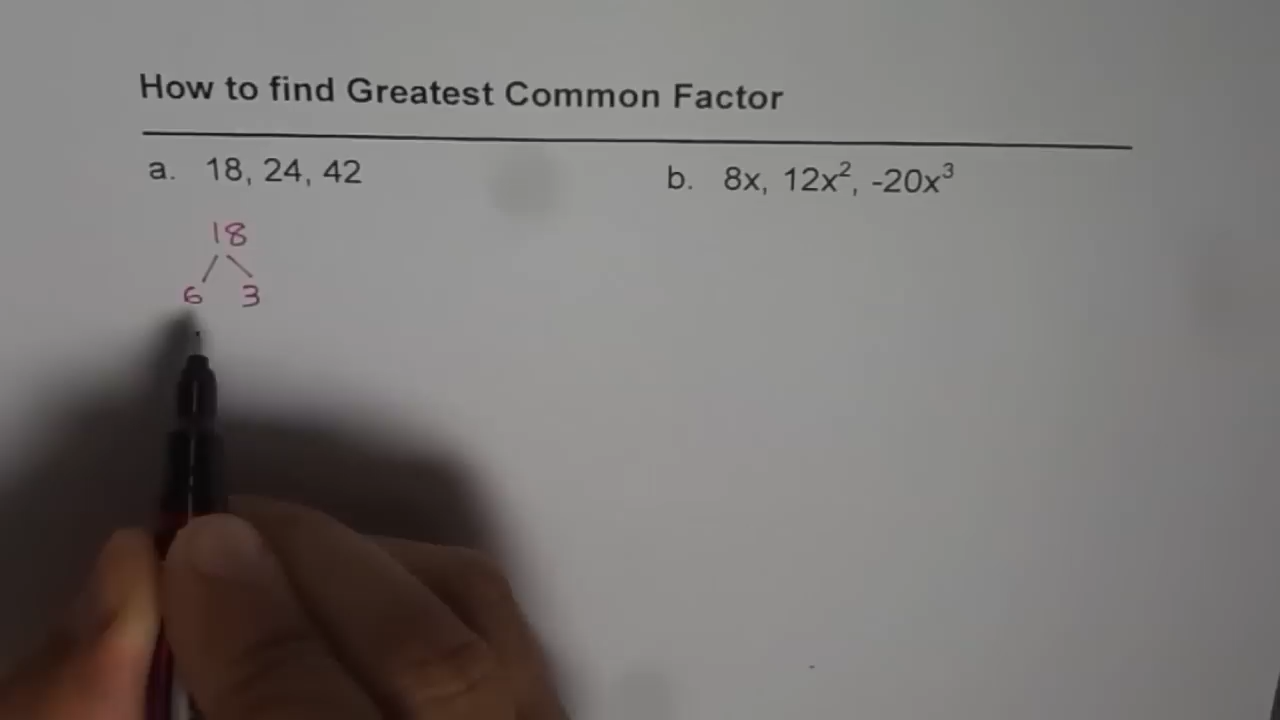 How to find Greatest Common Factor
a. 18, 24, 42
b. 8x, 12x², -20x³
18
6 3